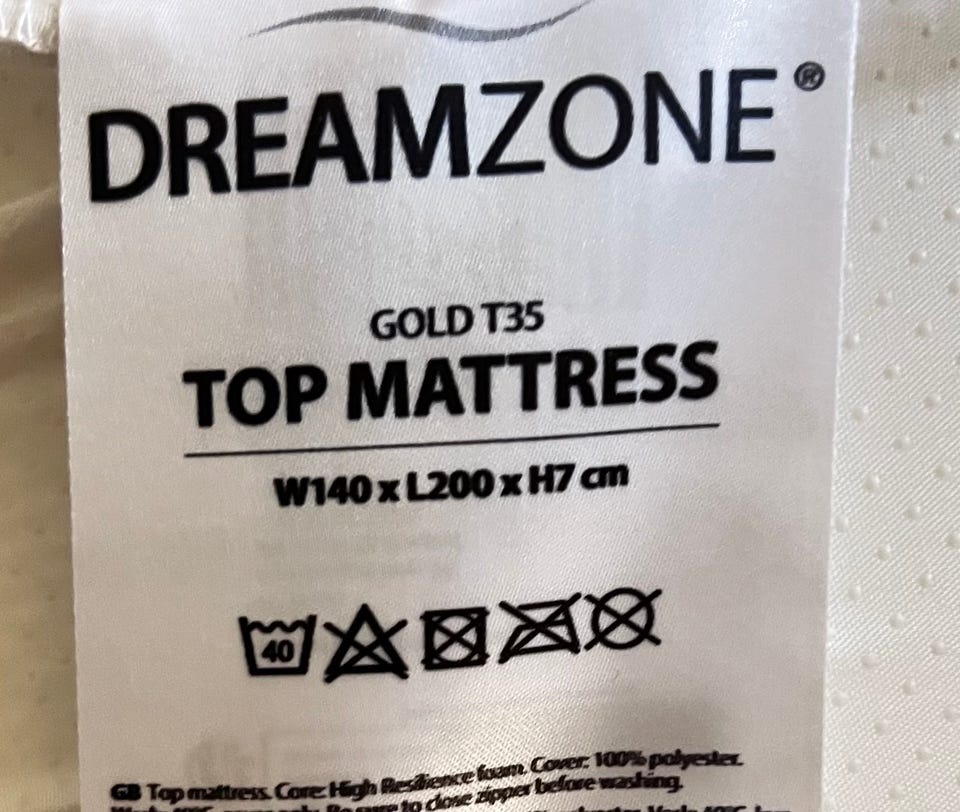 DREAMZONE®
GOLD T35
TOP MATTRESS
W140 x L200 x H7 cm
40
GB Top mattress. Core: High Resilience foam. Cover: 100% polyester.
Be sure to close zipper before washing.